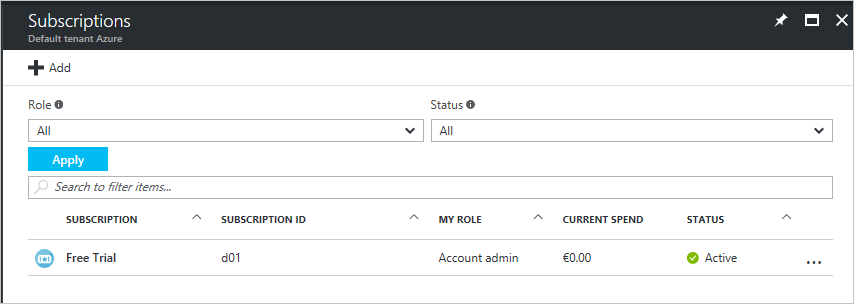 Subscriptions
Default tenant Azure
Add
Role Status
All All
Apply
Search to filter items...
SUBSCRIPTION SUBSCRIPTION ID MY ROLE CURRENT SPEND STATUS
Free Trial d01 Account admin €0.00 Active ...